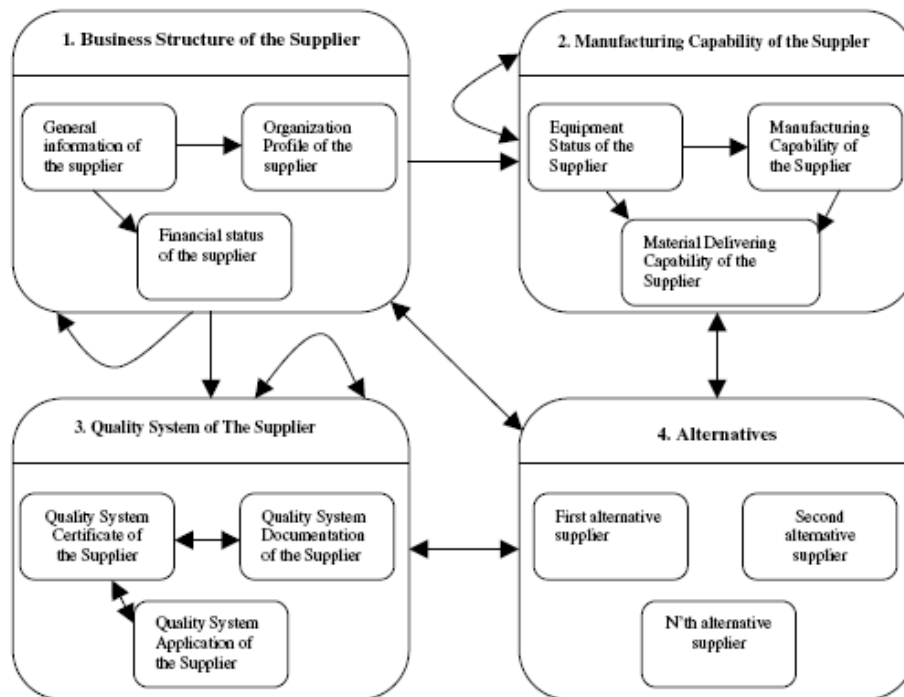 1. Business Structure of the Supplier
General
information of
the supplier
Organization
Profile of the
supplier
Financial status
of the supplier
2. Manufacturing Capability of the Suppler
Equipment
Status of the
Supplier
Manufacturing
Capability of
the Supplier
Material Delivering
Capability of the
Supplier
3. Quality System of The Supplier
Quality System
Certificate of
the Supplier
Quality System
Documentation
of the Supplier
Quality System
Application of
the Supplier
4. Alternatives
First alternative
supplier
Second
alternative
supplier
N'th alternative
supplier